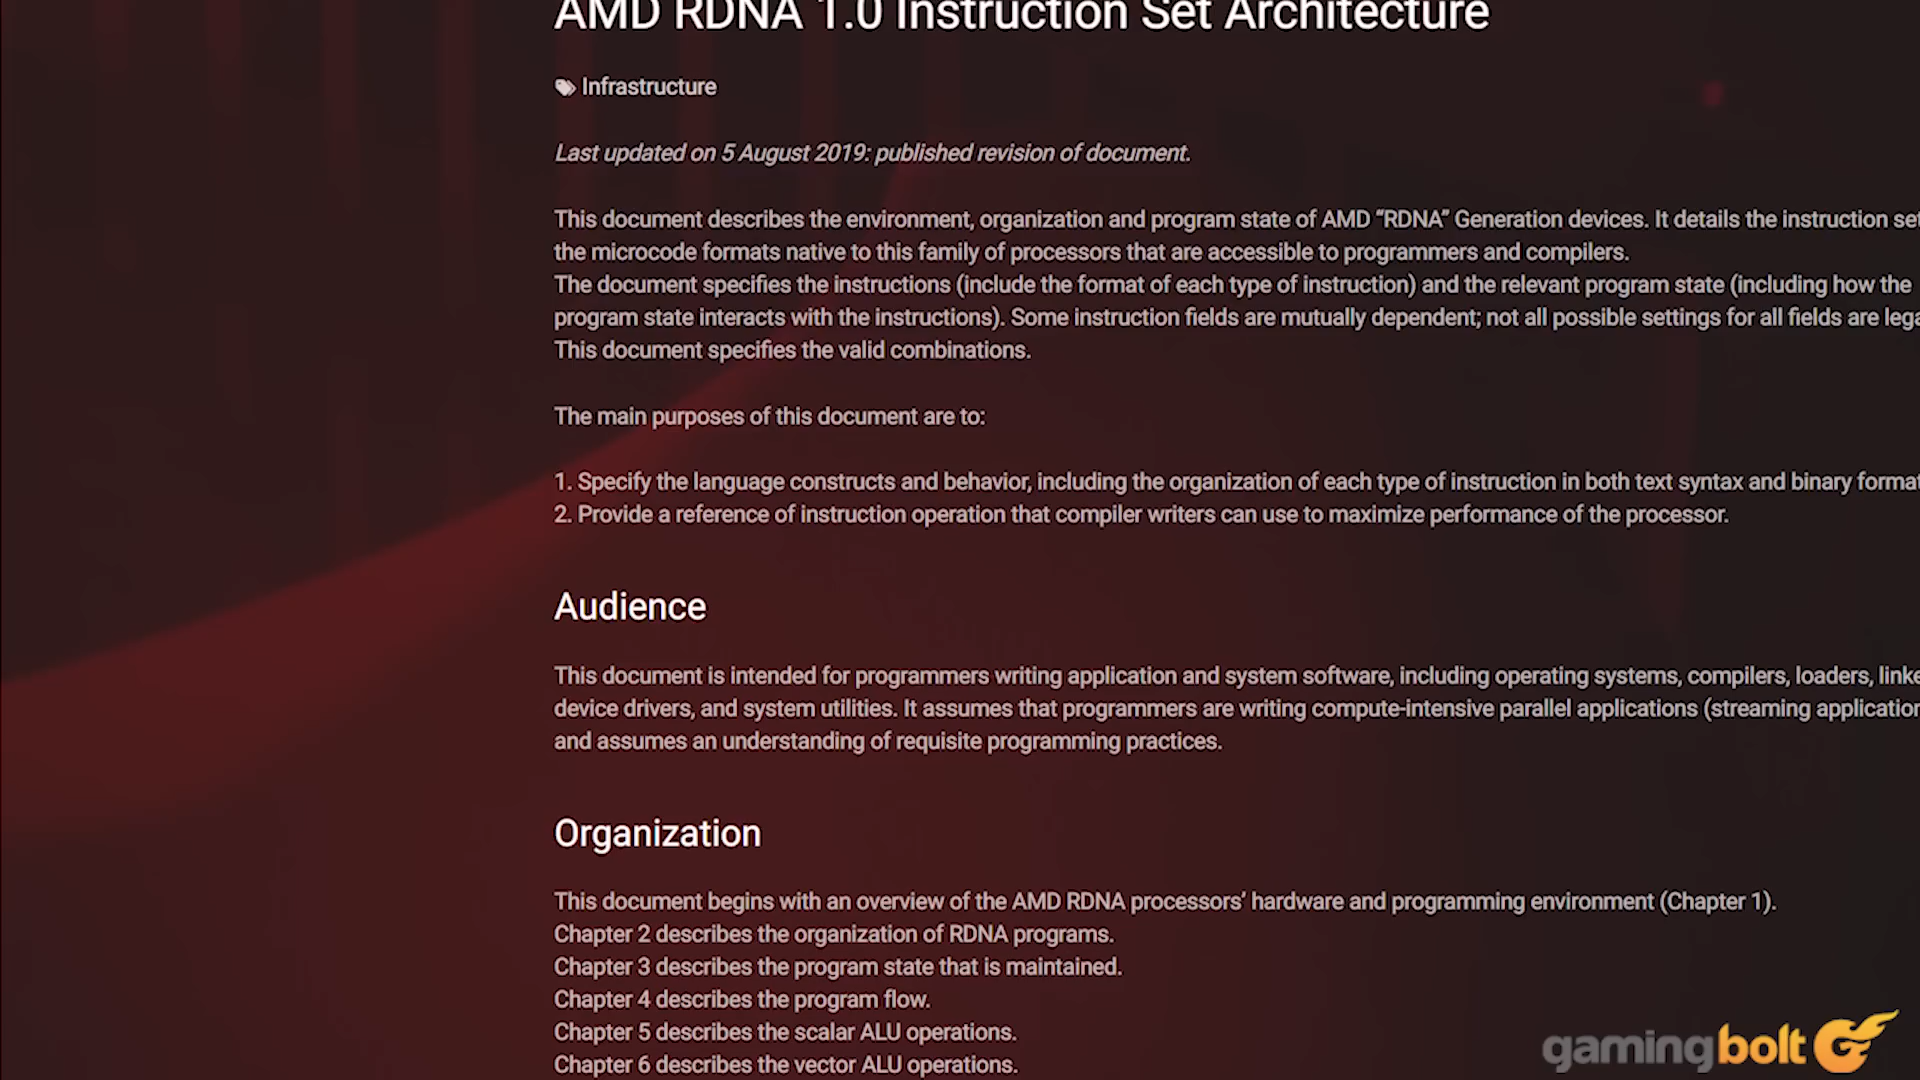 AMD RDNA 1.0 Instruction Set Architecture
Infrastructure
Last updated on 5 August 2019: published revision of document.
This document describes the environment, organization and program state of AMD “RDNA” Generation devices. It details the instruction set
the microcode formats native to this family of processors that are accessible to programmers and compilers.
The document specifies the instructions (include the format of each type of instruction) and the relevant program state (including how the
program state interacts with the instructions). Some instruction fields are mutually dependent; not all possible settings for all fields are
This document specifies the valid combinations.
The main purposes of this document are to:
1. Specify the language constructs and behavior, including the organization of each type of instruction in both text syntax and binary format
2. Provide a reference of instruction operation that compiler writers can use to maximize performance of the processor.
Audience
This document is intended for programmers writing application and system software, including operating systems, compilers, loaders,
device drivers, and system utilities. It assumes that programmers are writing compute-intensive parallel applications (streaming
and assumes an understanding of requisite programming practices.
Organization
This document begins with an overview of the AMD RDNA processors’ hardware and programming environment (Chapter 1).
Chapter 2 describes the organization of RDNA programs.
Chapter 3 describes the program state that is maintained.
Chapter 4 describes the program flow.
Chapter 5 describes the scalar ALU operations.
Chapter 6 describes the vector ALU operations.
gamingbolt